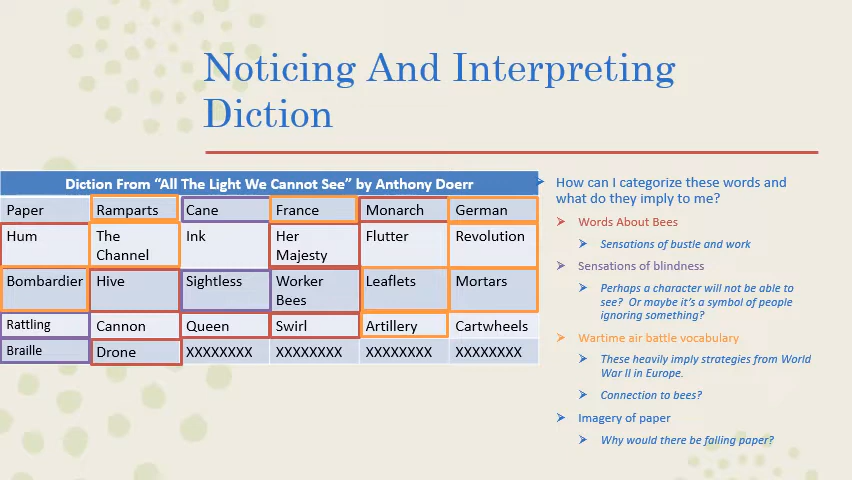 Noticing And Interpreting
Diction
Diction From “All The Light We Cannot See” by Anthony Doerr
Paper Ramparts Cane France Monarch German
Hum The Channel Ink Her Majesty Flutter Revolution
Bombardier Hive Sightless Worker Bees Leaflets Mortars
Rattling Cannon Queen Swirl Artillery Cartwheels
Braille Drone XXXXXXXX XXXXXXXX XXXXXXXX XXXXXXXX
How can I categorize these words and
what do they imply to me?
Words About Bees
Sensations of bustle and work
Sensations of blindness
Perhaps a character will not be able to
see? Or maybe it’s a symbol of people
ignoring something?
Wartime air battle vocabulary
These heavily imply strategies from World
War II in Europe.
Connection to bees?
Imagery of paper
Why would there be falling paper?